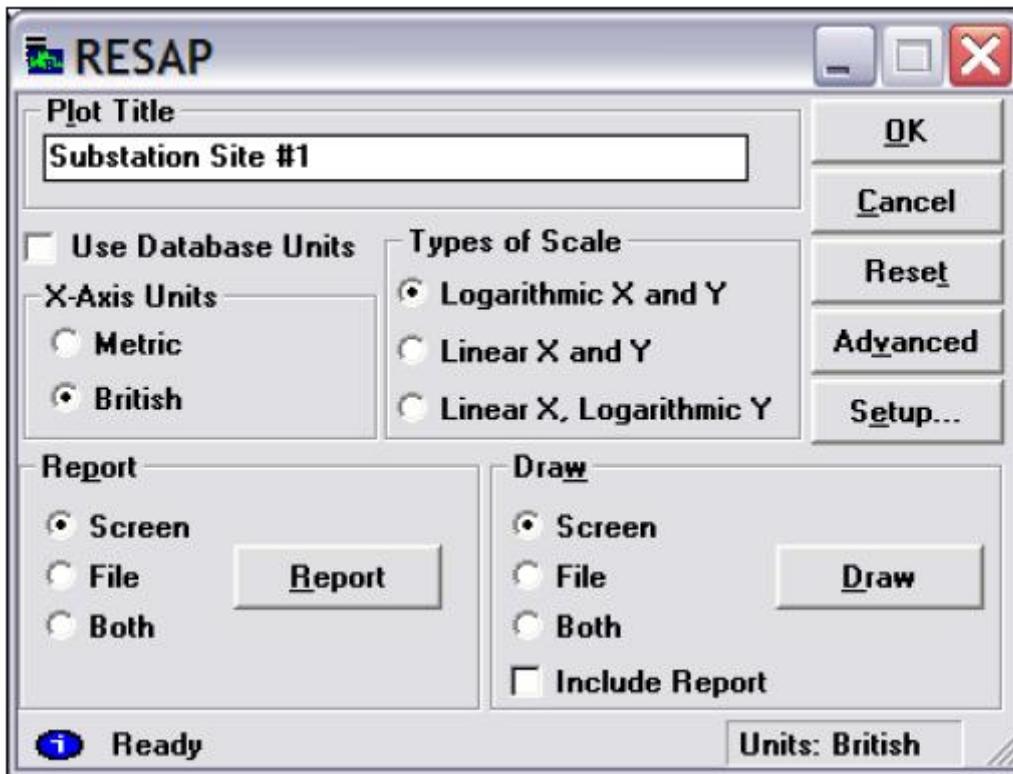 RESAP
Plot Title
Substation Site #1
OK
Cancel
Reset
Advanced
Setup...
Use Database Units
X-Axis Units
Metric
British
Types of Scale
Logarithmic X and Y
Linear X and Y
Linear X, Logarithmic Y
Report
Screen
File
Both
Report
Draw
Screen
File
Both
Draw
Include Report
i Ready
Units: British